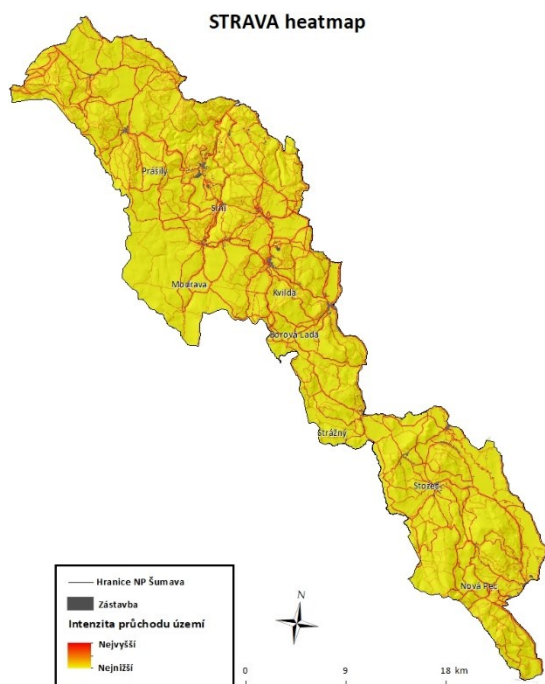 STRAVA heatmap
Prášily
Srní
Modrava
Kvilda
Borová Lada
Strážný
Stožec
Nová Pec
Hranice NP Šumava
Zástavba
Intenzita průchodu území
Nejvyšší
Nejnižší
N
0 9 18 km